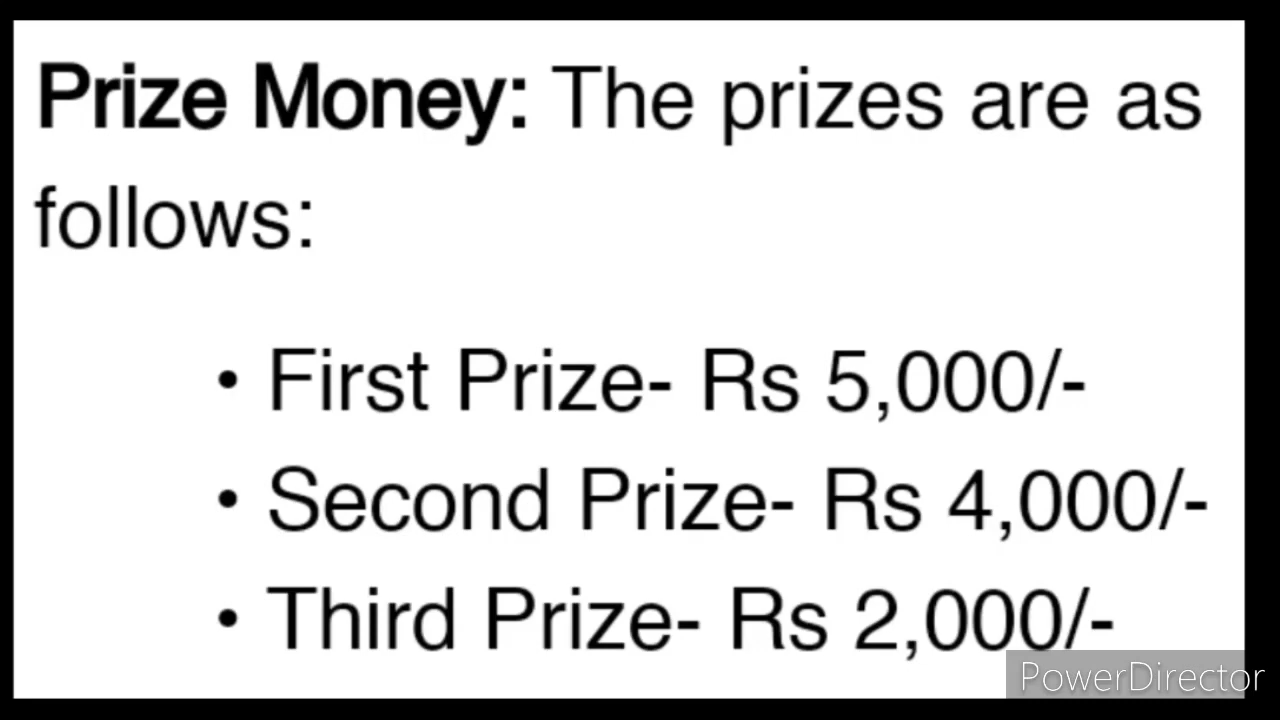 Prize Money: The prizes are as
follows:
• First Prize- Rs 5,000/-
• Second Prize- Rs 4,000/-
• Third Prize- Rs 2,000/-
PowerDirector